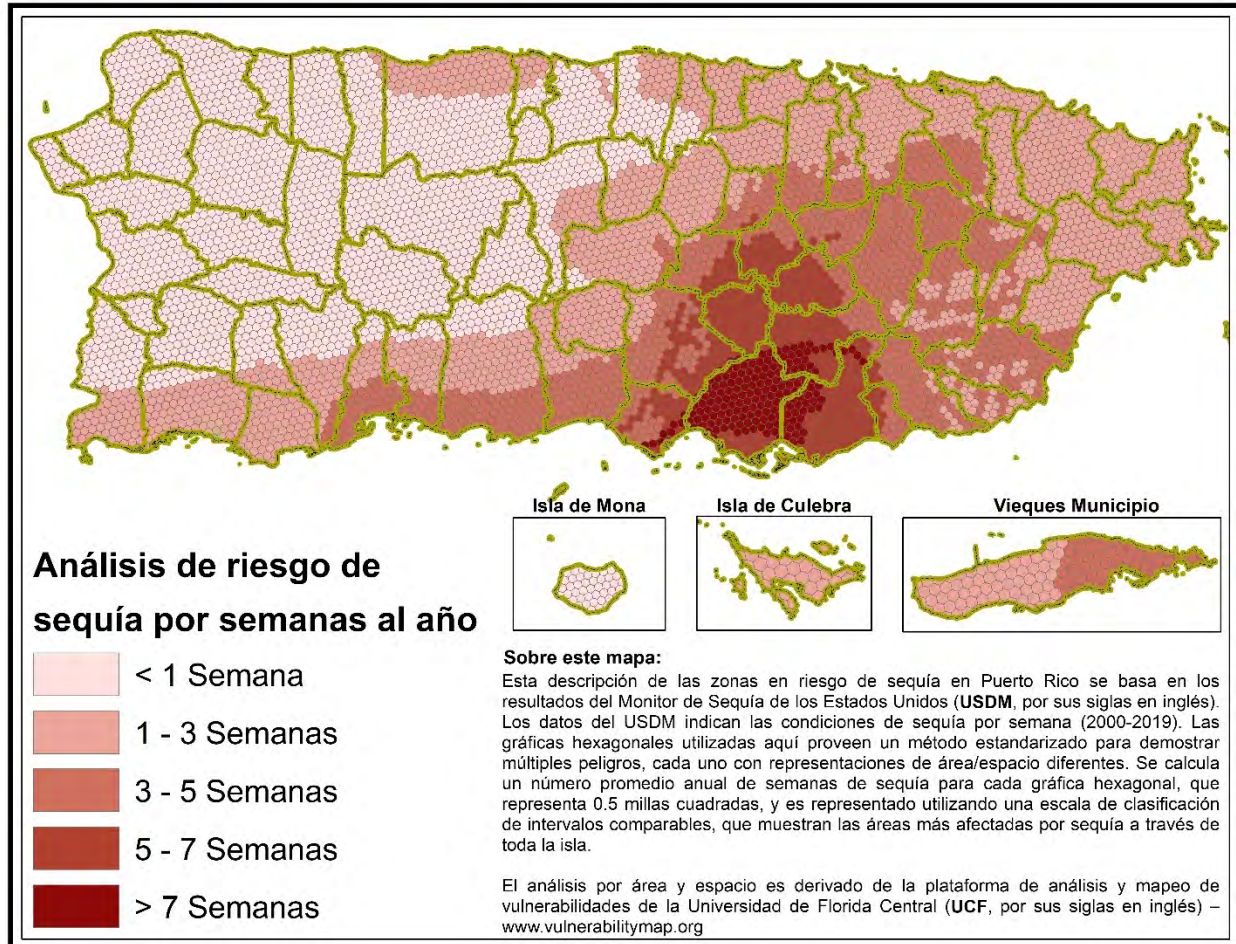 Isla de Mona
Isla de Culebra
Vieques Municipio
Análisis de riesgo de
sequía por semanas al año
< 1 Semana
1 - 3 Semanas
3 - 5 Semanas
5 - 7 Semanas
> 7 Semanas
Sobre este mapa:
Esta descripción de las zonas en riesgo de sequía en Puerto Rico se basa en los
resultados del Monitor de Sequía de los Estados Unidos (USDM, por sus siglas en inglés).
Los datos del USDM indican las condiciones de sequía por semana (2000-2019). Las
gráficas hexagonales utilizadas aquí proveen un método estandarizado para demostrar
múltiples peligros, cada uno con representaciones de área/espacio diferentes. Se calcula
un número promedio anual de semanas de sequía para cada gráfica hexagonal, que
representa 0.5 millas cuadradas, y es representado utilizando una escala de clasificación
de intervalos comparables, que muestran las áreas más afectadas por sequía a través de
toda la isla.
El análisis por área y espacio es derivado de la plataforma de análisis y mapeo de
vulnerabilidades de la Universidad de Florida Central (UCF, por sus siglas en inglés) –
www.vulnerabilitymap.org